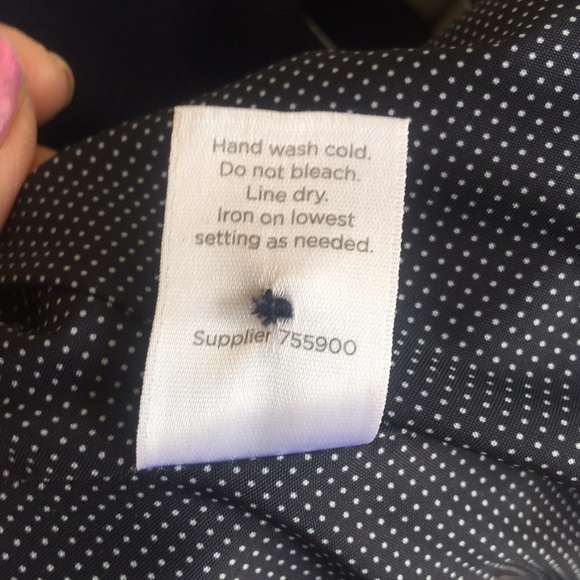 Hand wash cold.
Do not bleach.
Line dry.
Iron on lowest
setting as needed.
Supplier 755900